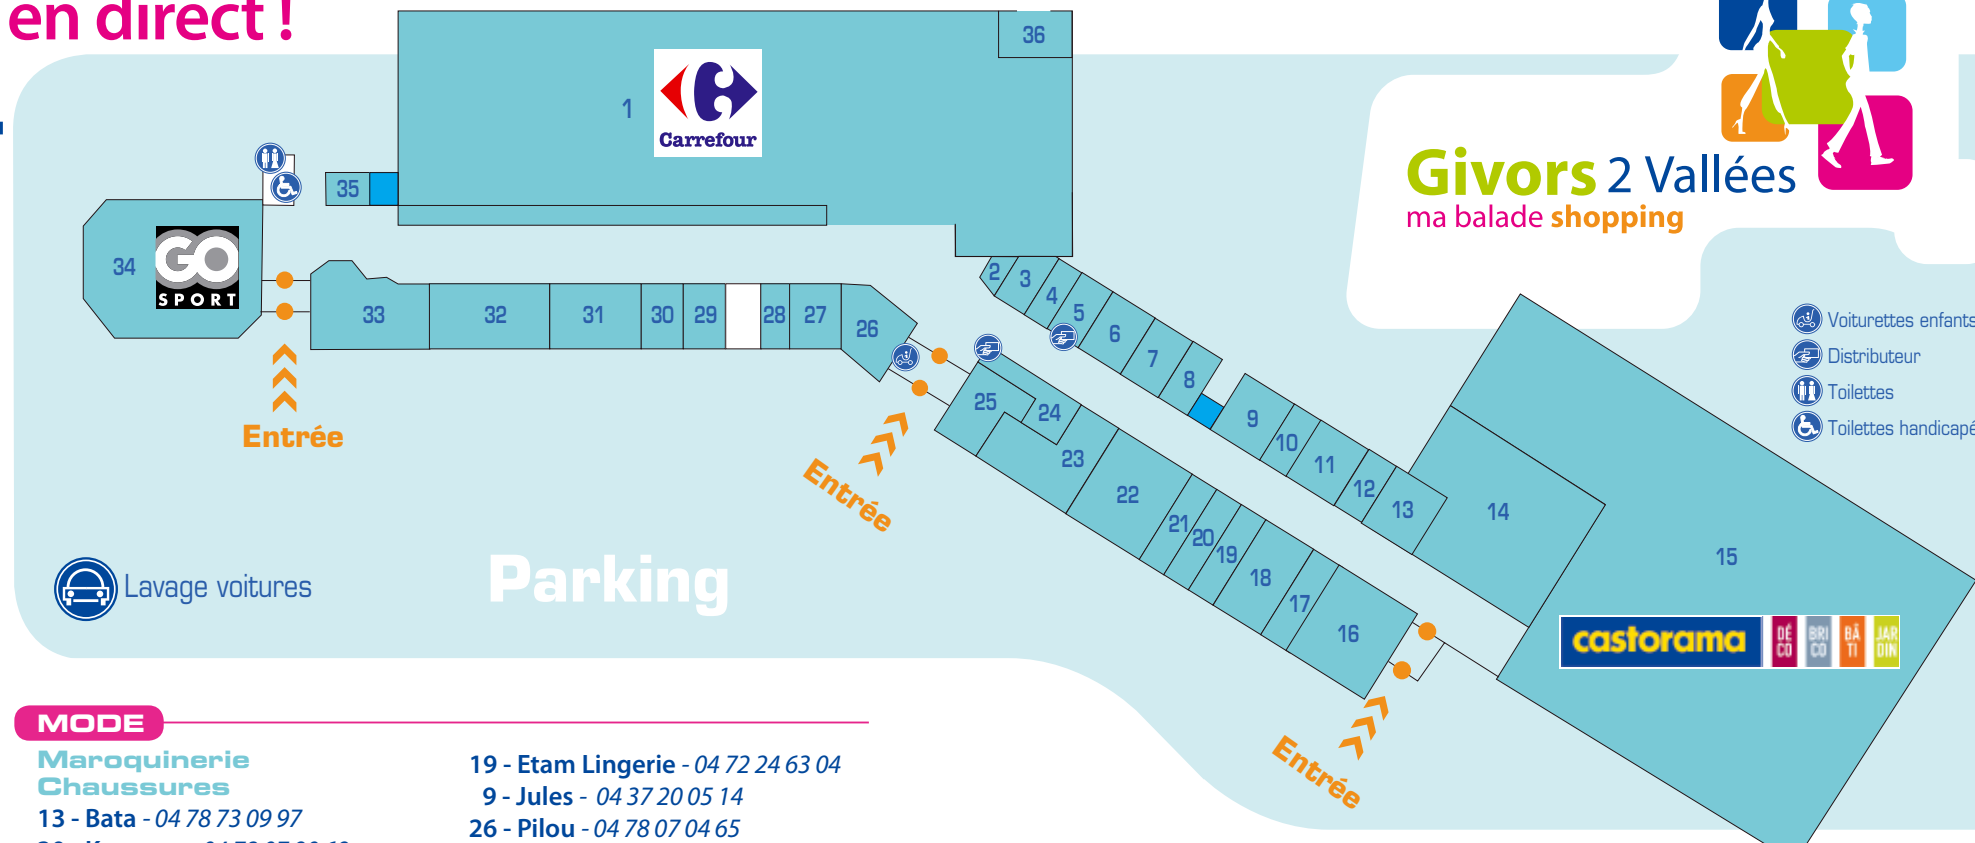 en direct !
36
1
Carrefour
35
34
GO
SPORT
33
32
31
30
29
28
27
26
2
3
4
5
6
7
8
9
10
11
12
13
14
15
25
24
23
22
21
20
19
18
17
16
Entrée
Entrée
Entrée
Parking
Lavage voitures
Givors 2 Vallées
ma balade shopping
Voiturettes enfants
Distributeur
Toilettes
Toilettes handicapé
castorama
DÉCO
BRICO
BÂTI
JARDIN
MODE
Maroquinerie
Chaussures
13 - Bata - 04 78 73 09 97
19 - Etam Lingerie - 04 72 24 63 04
9 - Jules - 04 37 20 05 14
26 - Pilou - 04 78 07 04 65